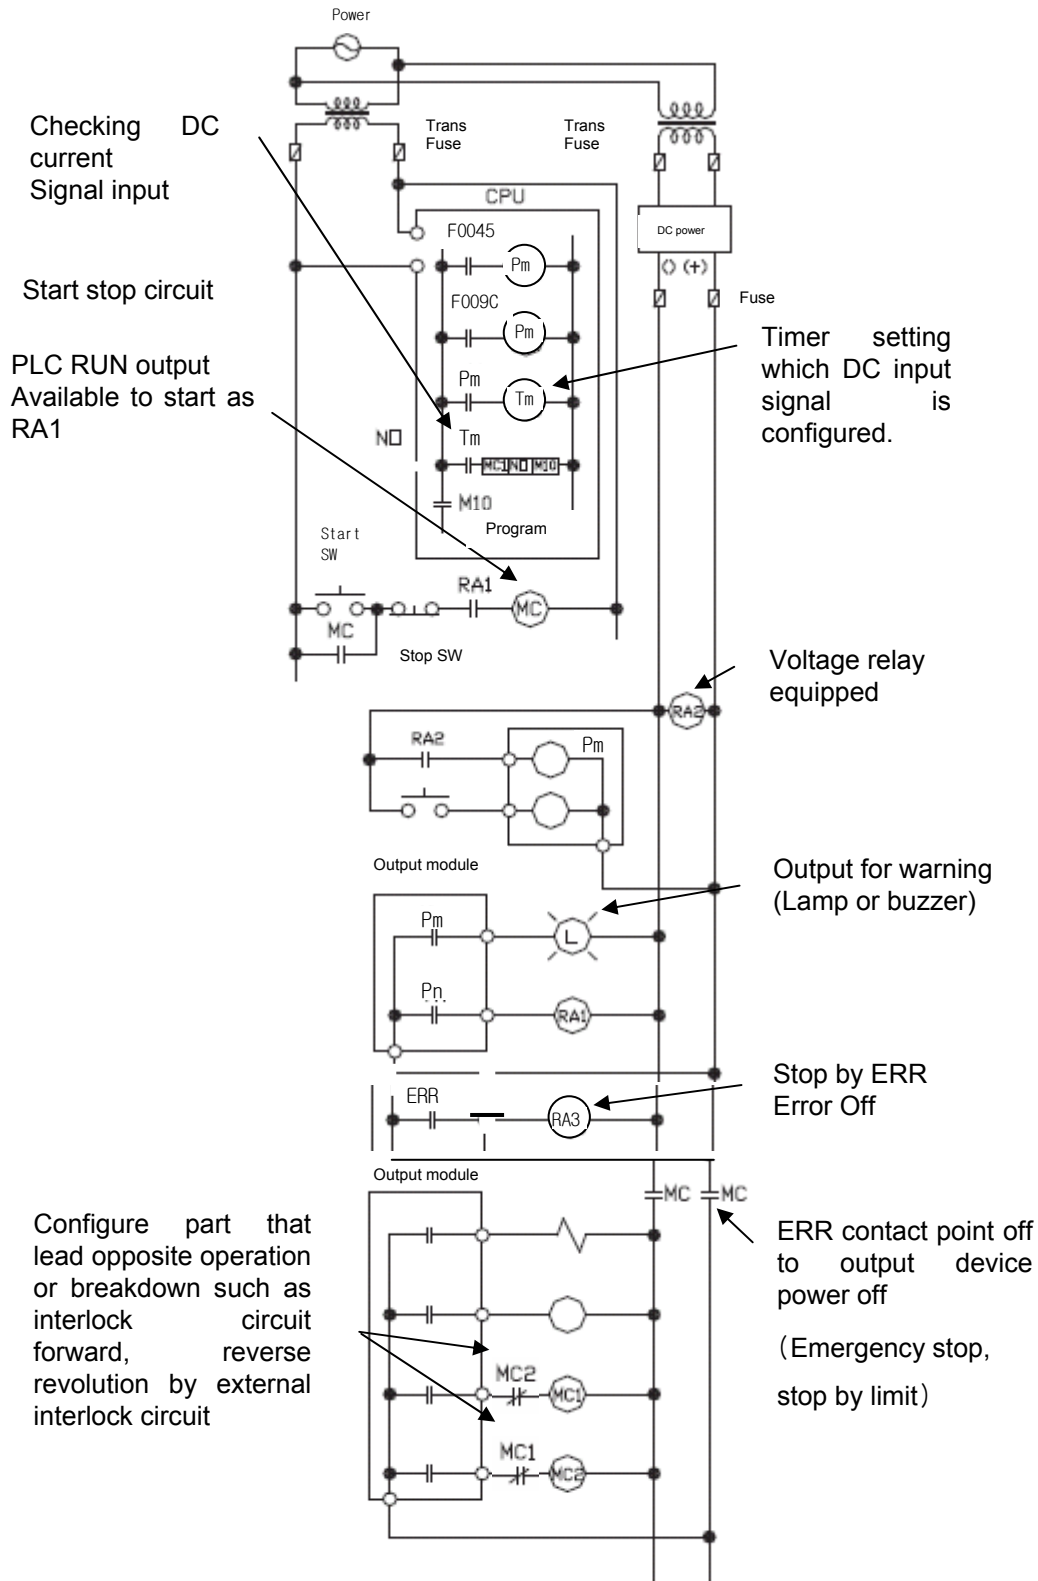 Power
Checking DC
current
Signal input
Trans
Fuse
Trans
Fuse
CPU
F0045
Pm
DC power
() (+)
Start stop circuit
F009C
Pm
Fuse
Timer setting
which DC input
signal is
configured.
PLC RUN output
Available to start as
RA1
Pm
Tm
N□
Tm
MC1 N□ M10
M10
Program
Start
SW
RA1
MC
MC
Stop SW
Voltage relay
equipped
RA2
RA2
Pm
Output module
Output for warning
(Lamp or buzzer)
Pm
L
Pn
RA1
Stop by ERR
Error Off
ERR
RA3
Output module
MC
MC
Configure part that
lead opposite operation
or breakdown such as
interlock circuit
forward, reverse
revolution by external
interlock circuit
ERR contact point off
to output device
power off
(Emergency stop,
stop by limit)
MC2
MC1
MC1
MC2